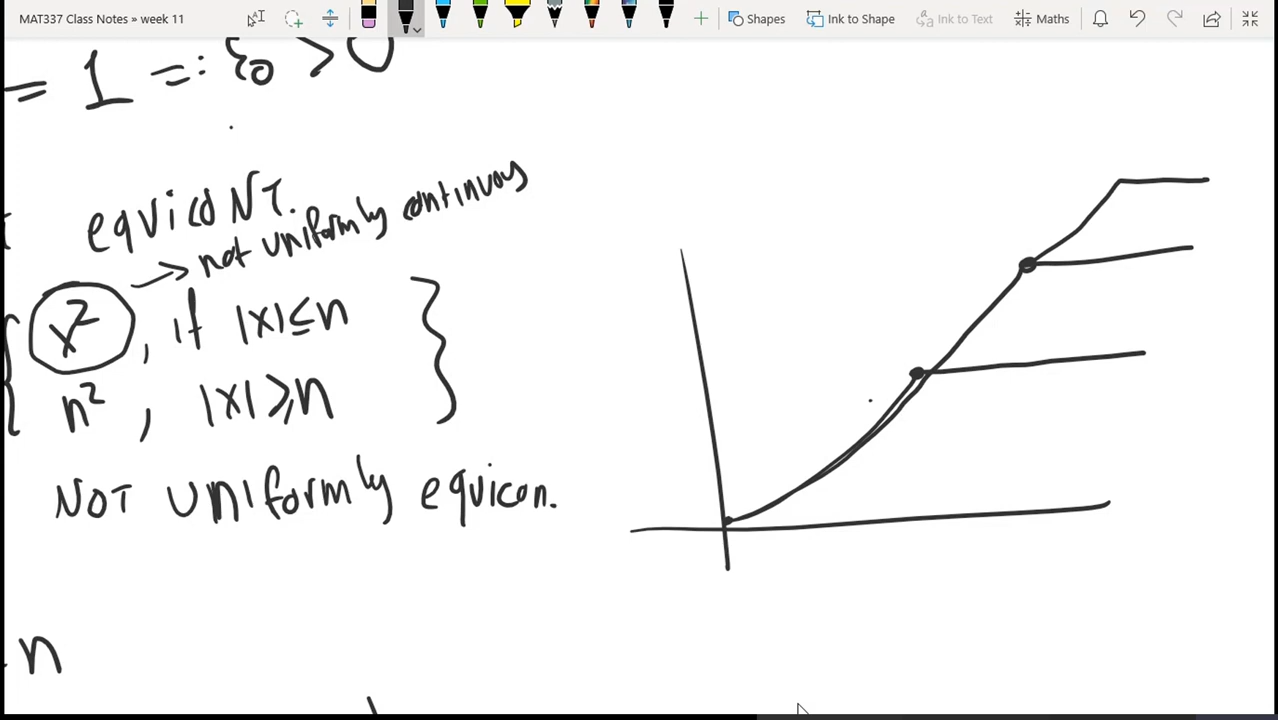 MAT337 Class Notes » week 11
Shapes
Ink to Shape
Ink to Text
Maths
= 1 =: ε₀ > 0
equicoNT.
→ not uniformly continuous
x², if |x|≤n
n², |x|≥n
NOT uniformly equicon.
n